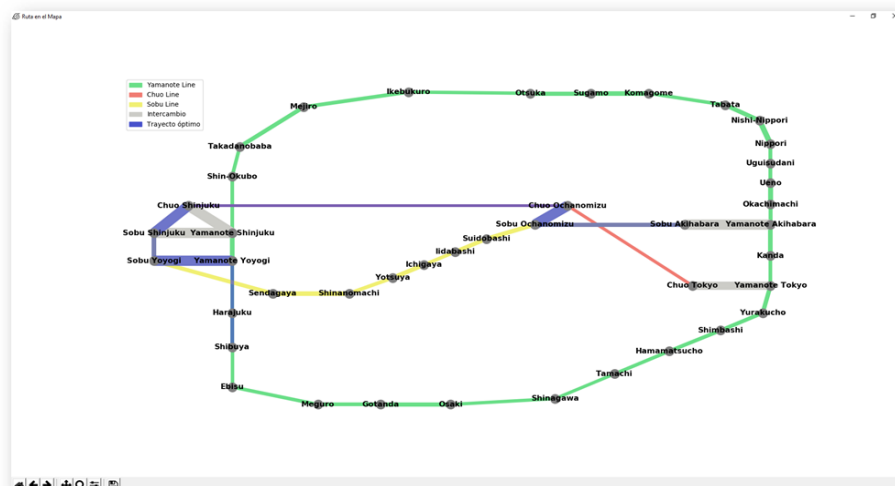 Ruta en el Mapa
Yamanote Line
Chuo Line
Sobu Line
Intercambio
Trayecto óptimo
Ikebukuro
Otsuka
Sugamo
Komagome
Mejiro
Tabata
Nishi-Nippori
Takadanobaba
Nippori
Uguisudani
Shin-Okubo
Ueno
Chuo Shinjuku
Chuo Ochanomizu
Okachimachi
Sobu Ochanomizu
Sobu Akihabara
Yamanote Akihabara
Sobu Shinjuku
Yamanote Shinjuku
Suidobashi
Iidabashi
Kanda
Sobu Yoyogi
Yamanote Yoyogi
Ichigaya
Yotsuya
Chuo Tokyo
Yamanote Tokyo
Sendagaya
Shinanomachi
Harajuku
Yurakucho
Shimbashi
Shibuya
Hamamatsucho
Tamachi
Ebisu
Shinagawa
Meguro
Gotanda
Osaki